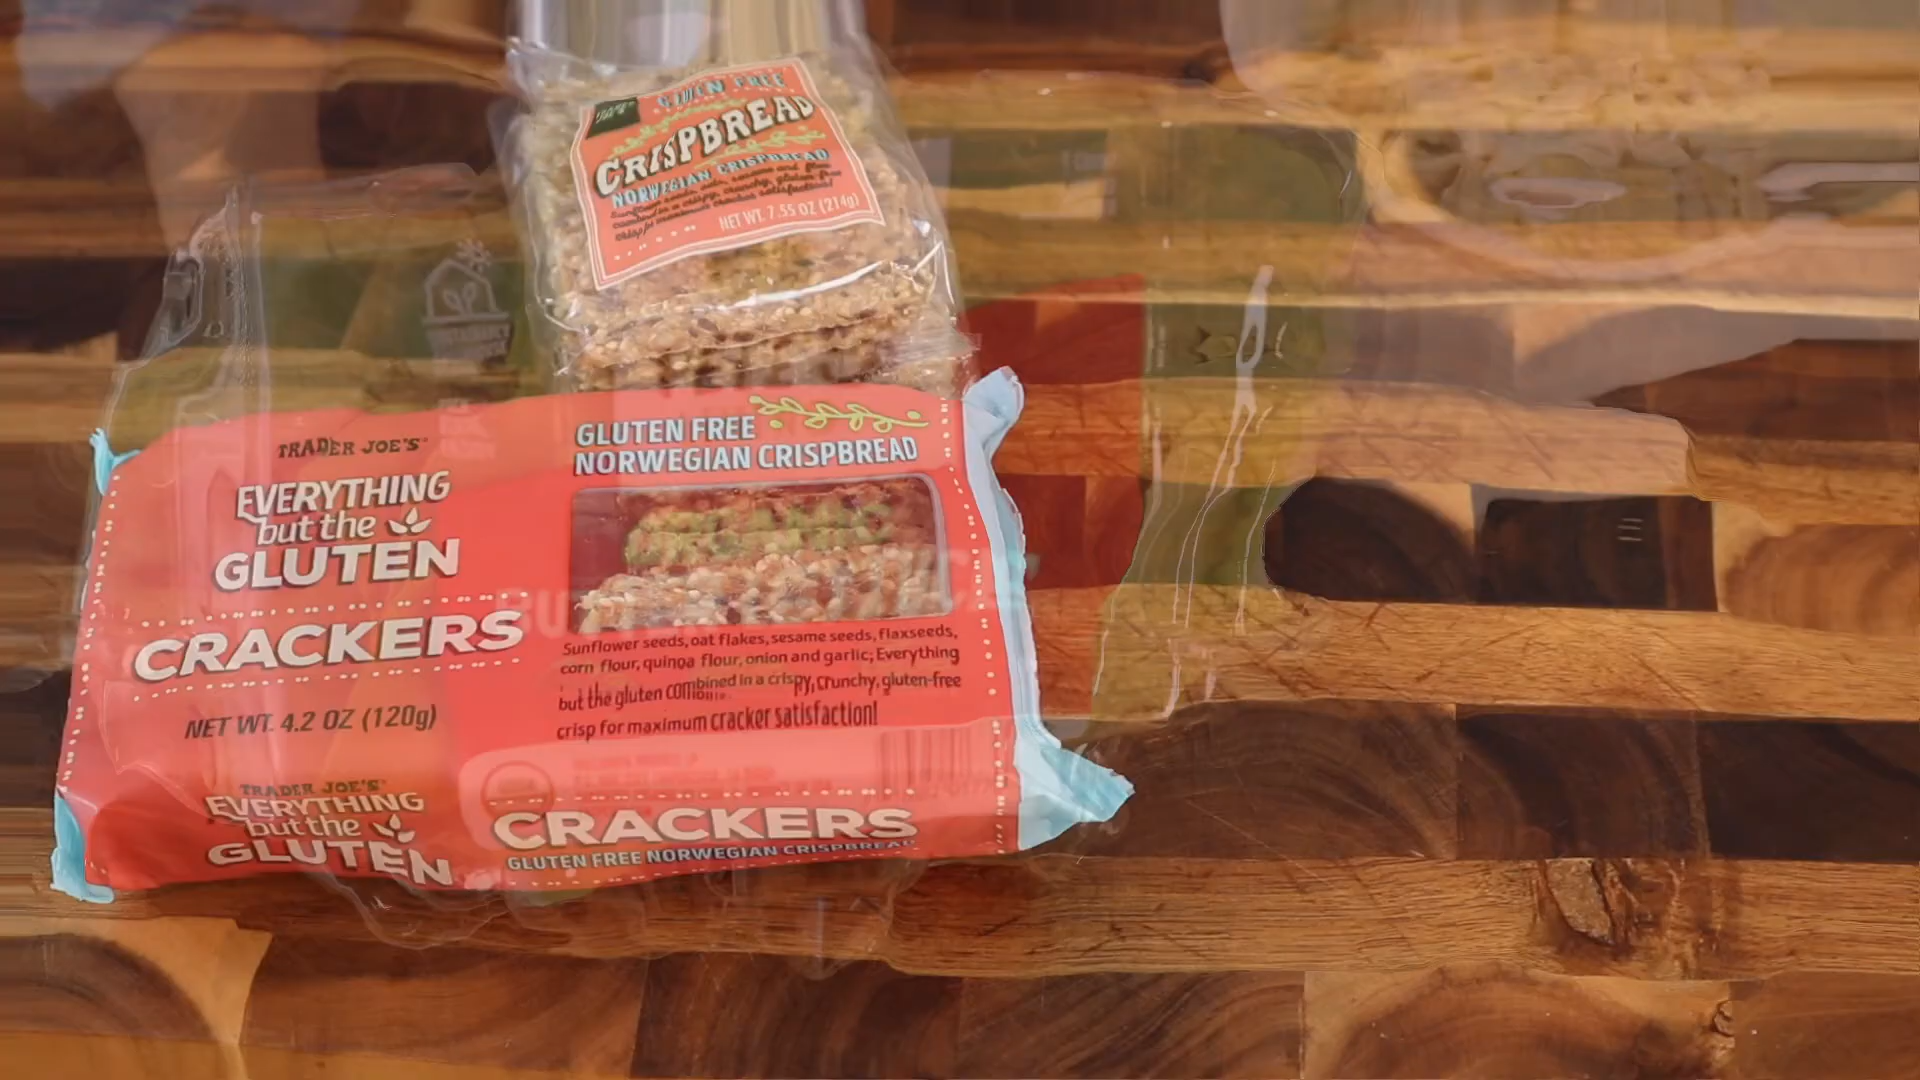 GLUTEN FREE
CRISPBREAD
NORWEGIAN CRISPBREAD
NET WT. 7.55 OZ (214g)
TRADER JOE'S
EVERYTHING
but the
GLUTEN
CRACKERS
NET WT. 4.2 OZ (120g)
GLUTEN FREE
NORWEGIAN CRISPBREAD
Sunflower seeds, oat flakes, sesame seeds, flaxseeds,
corn flour, quinoa flour, onion and garlic; Everything
but the gluten combined in a crispy, crunchy, gluten-free
crisp for maximum cracker satisfaction!
TRADER JOE'S
EVERYTHING
but the
GLUTEN
CRACKERS
GLUTEN FREE NORWEGIAN CRISPBREAD